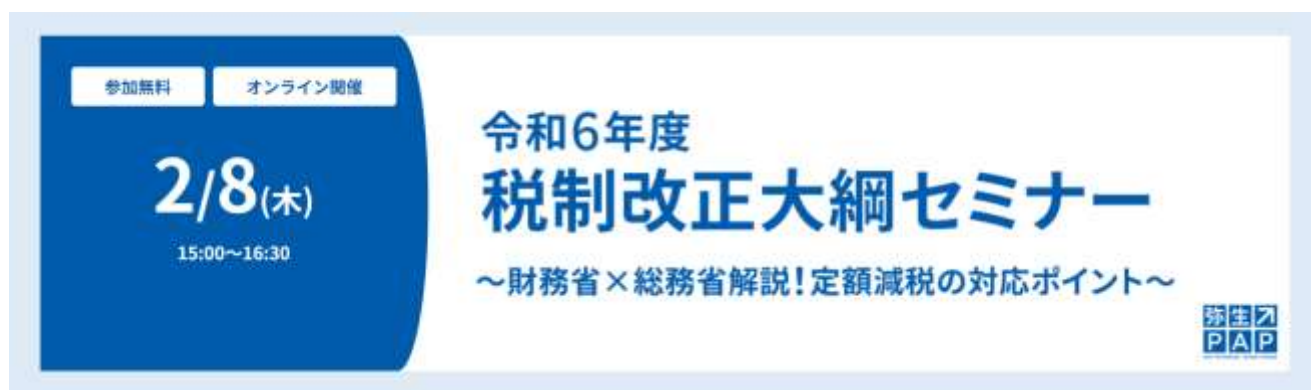 参加無料
オンライン開催
2/8(木)
15:00～16:30
令和6年度
税制改正大綱セミナー
～財務省×総務省解説！定額減税の対応ポイント～
弥生
PAP